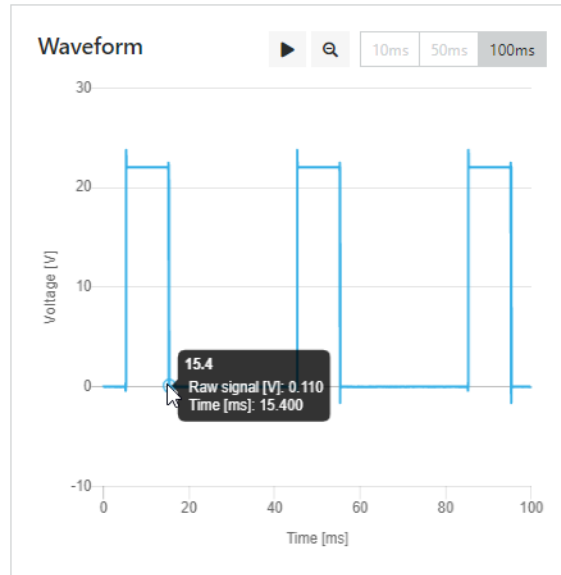 Waveform
10ms 50ms 100ms
30
20
10
0
-10
Voltage [V]
15.4
Raw signal [V]: 0.110
Time [ms]: 15.400
0 20 40 60 80 100
Time [ms]